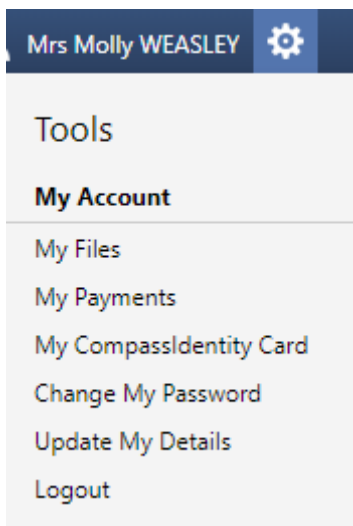 Mrs Molly WEASLEY
Tools
My Account
My Files
My Payments
My CompassIdentity Card
Change My Password
Update My Details
Logout